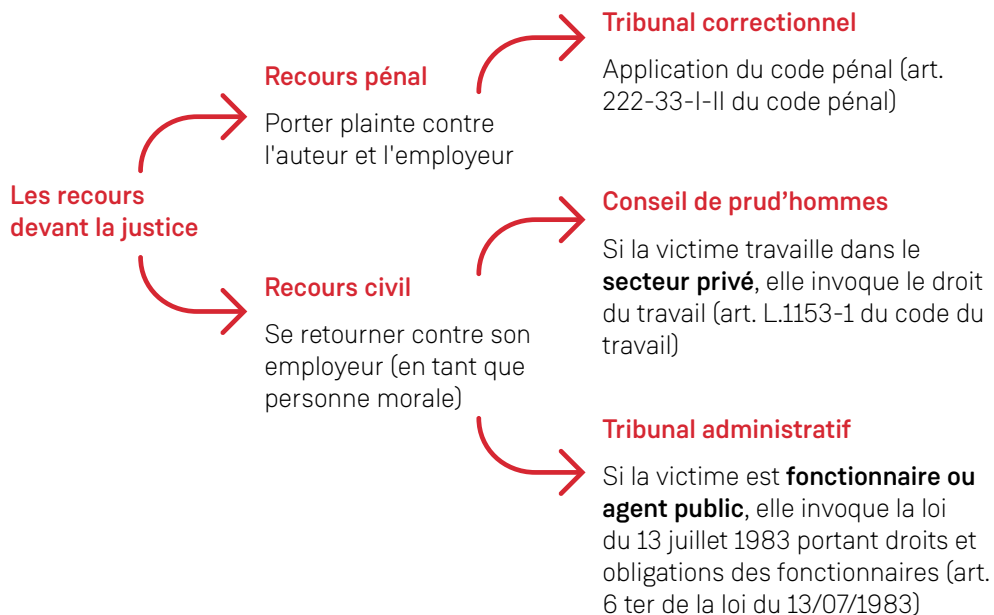 Les recours
devant la justice
Recours pénal
Porter plainte contre
l'auteur et l'employeur
Tribunal correctionnel
Application du code pénal (art.
222-33-I-II du code pénal)
Recours civil
Se retourner contre son
employeur (en tant que
personne morale)
Conseil de prud’hommes
Si la victime travaille dans le
secteur privé, elle invoque le droit
du travail (art. L.1153-1 du code du
travail)
Tribunal administratif
Si la victime est fonctionnaire ou
agent public, elle invoque la loi
du 13 juillet 1983 portant droits et
obligations des fonctionnaires (art.
6 ter de la loi du 13/07/1983)